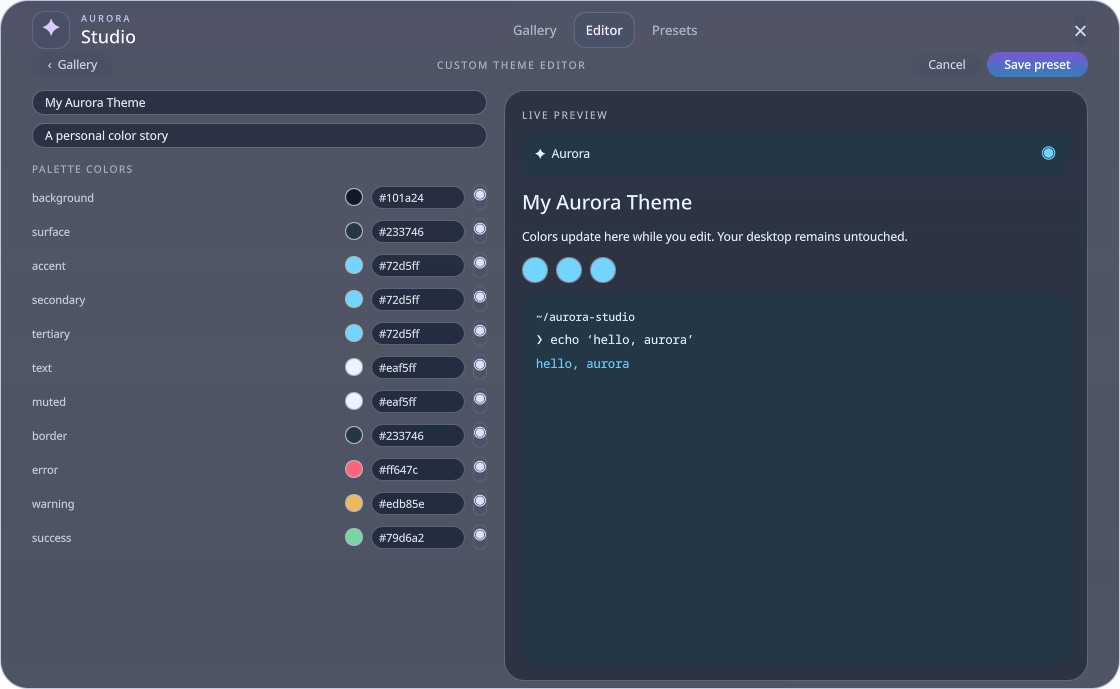 AURORA
Studio
Gallery
Editor
Presets
✕
‹ Gallery
CUSTOM THEME EDITOR
Cancel
Save preset
My Aurora Theme
A personal color story
PALETTE COLORS
background #101a24
surface #233746
accent #72d5ff
secondary #72d5ff
tertiary #72d5ff
text #eaf5ff
muted #eaf5ff
border #233746
error #ff647c
warning #edb85e
success #79d6a2
LIVE PREVIEW
✦ Aurora
My Aurora Theme
Colors update here while you edit. Your desktop remains untouched.
~/aurora-studio
❯ echo ‘hello, aurora’
hello, aurora